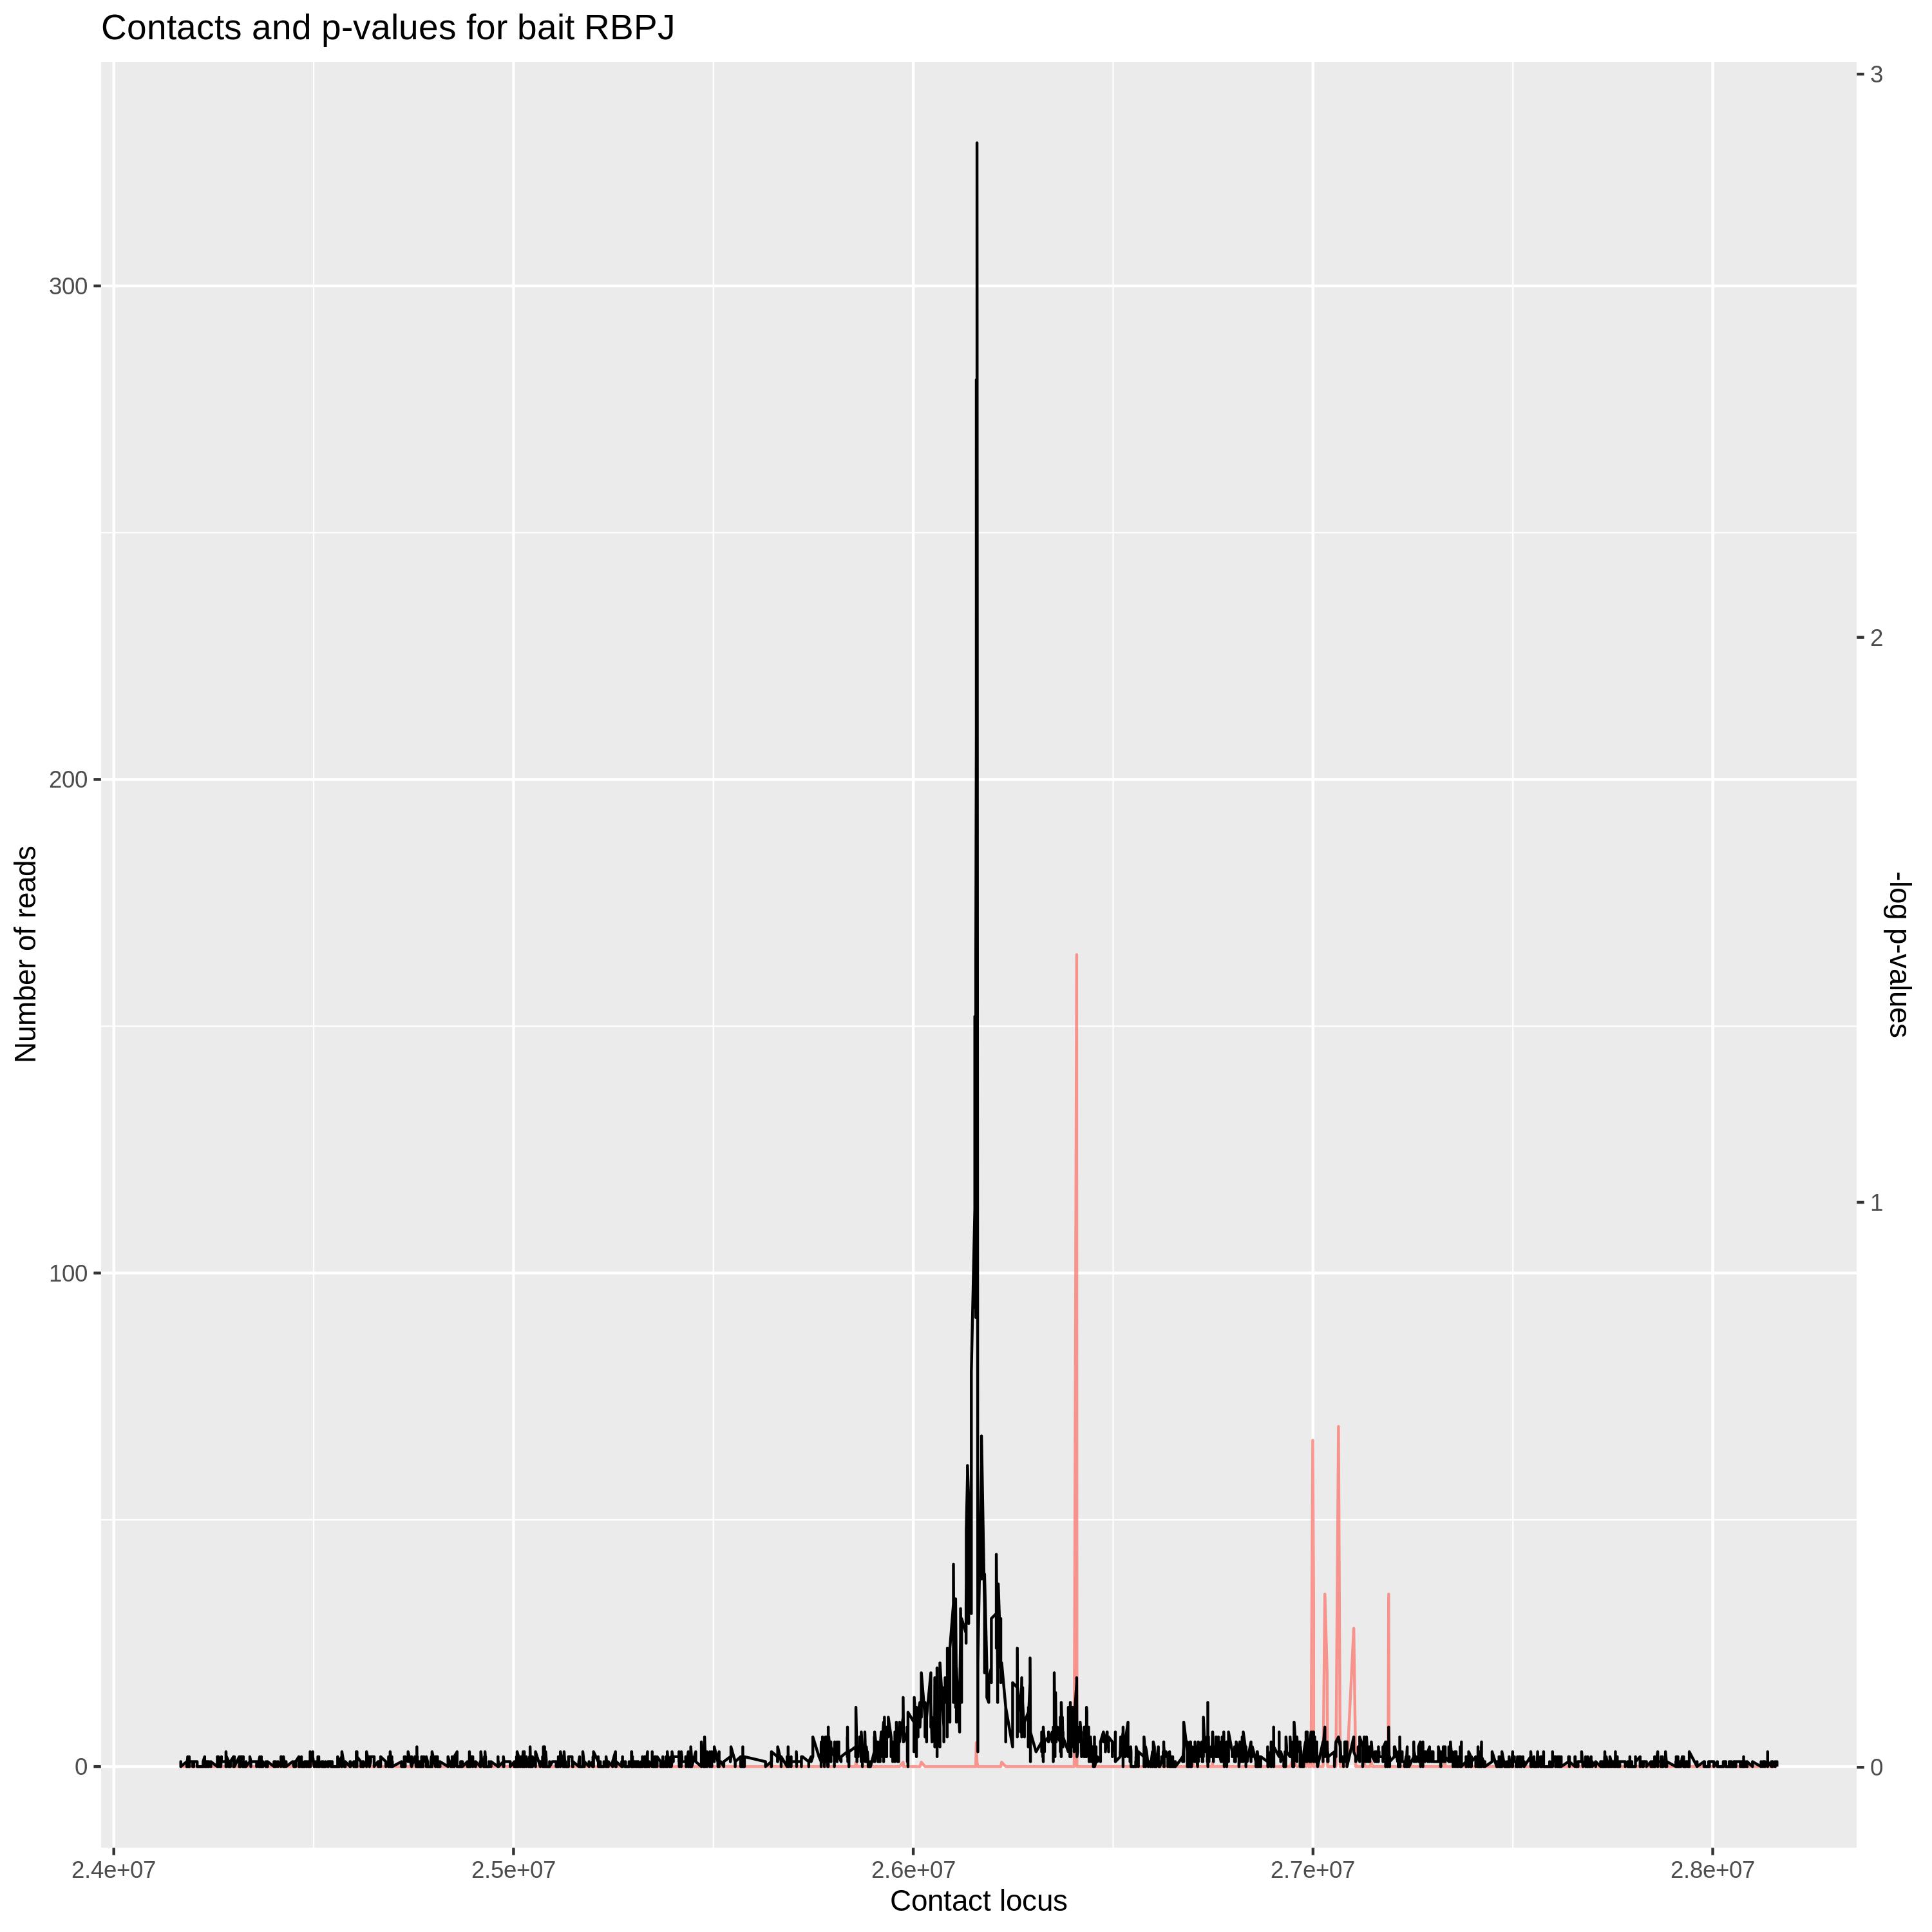 Contacts and p-values for bait RBPJ
Number of reads
300
200
100
0
3
2
1
0
-log p-values
2.4e+07 2.5e+07 2.6e+07 2.7e+07 2.8e+07
Contact locus